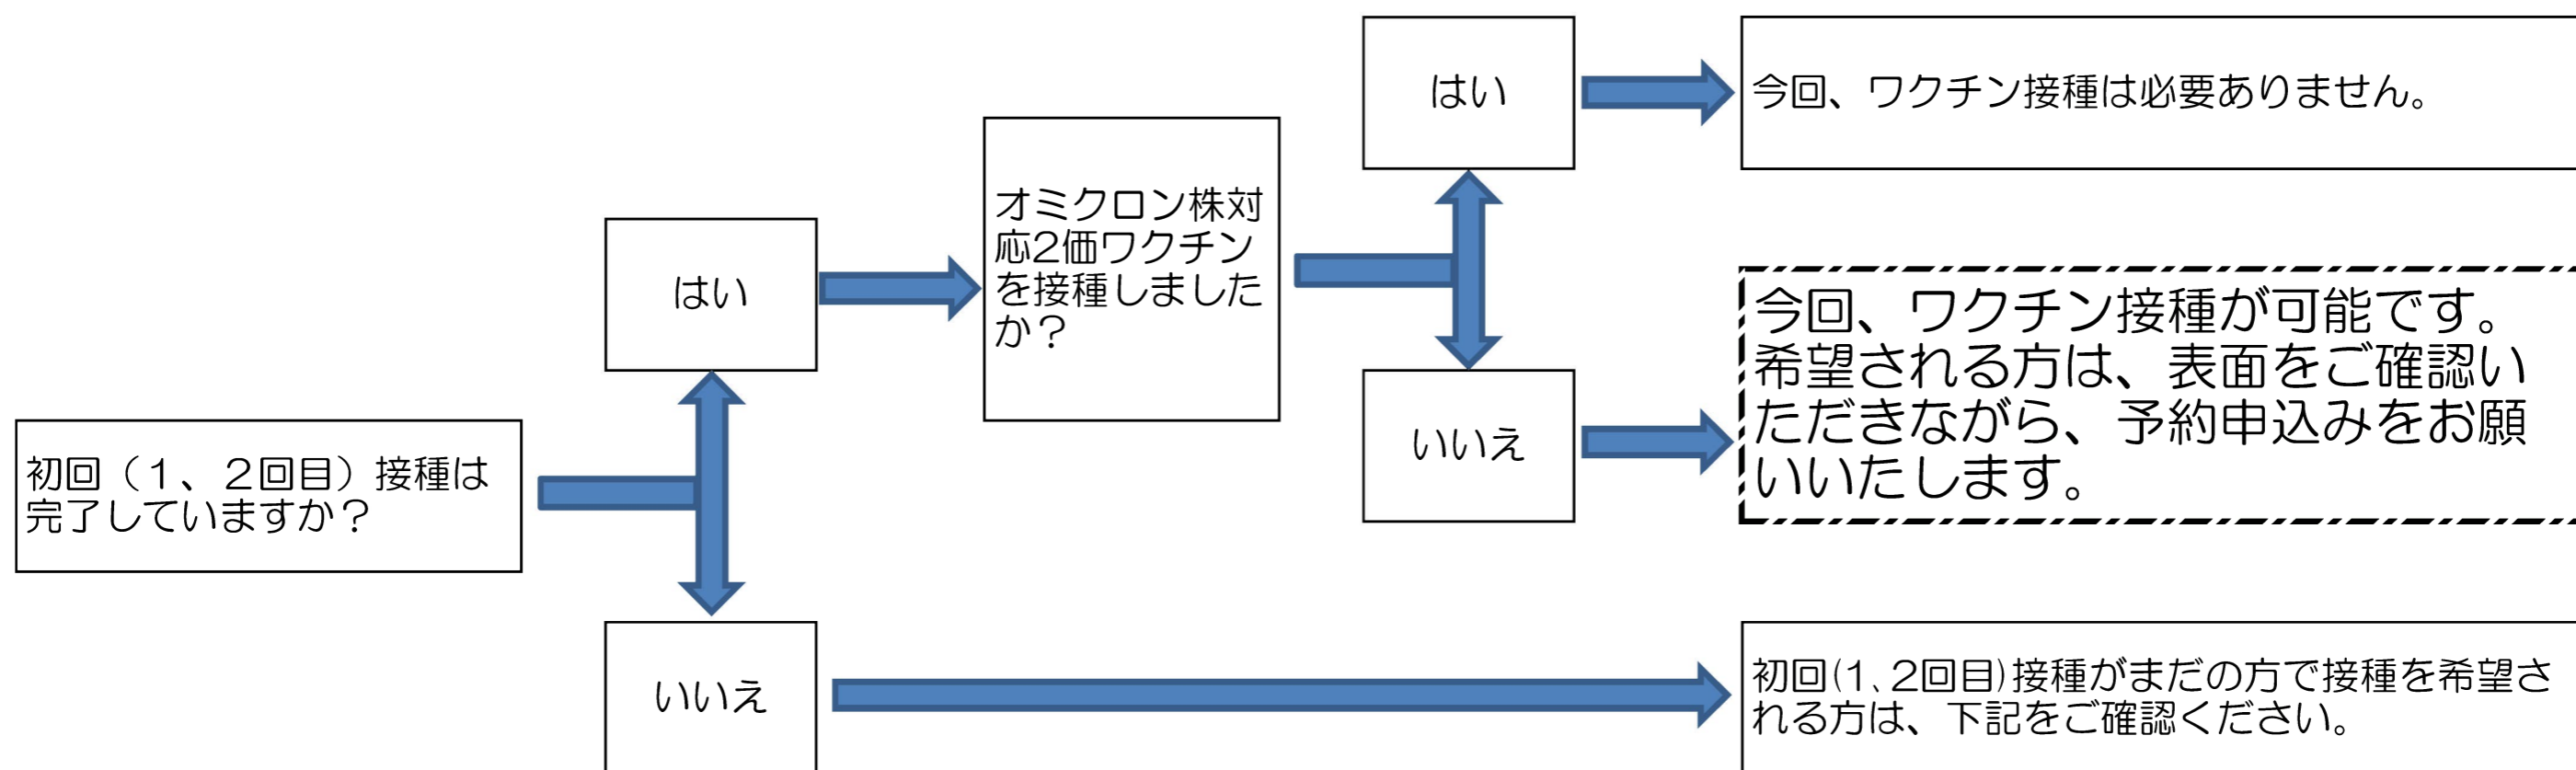 初回（１、２回目）接種は
完了していますか？
はい
いいえ
オミクロン株対
応2価ワクチン
を接種しました
か？
はい
いいえ
今回、ワクチン接種は必要ありません。
今回、ワクチン接種が可能です。
希望される方は、表面をご確認い
ただきながら、予約申込みをお願
いいたします。
初回(1、2回目)接種がまだの方で接種を希望さ
れる方は、下記をご確認ください。